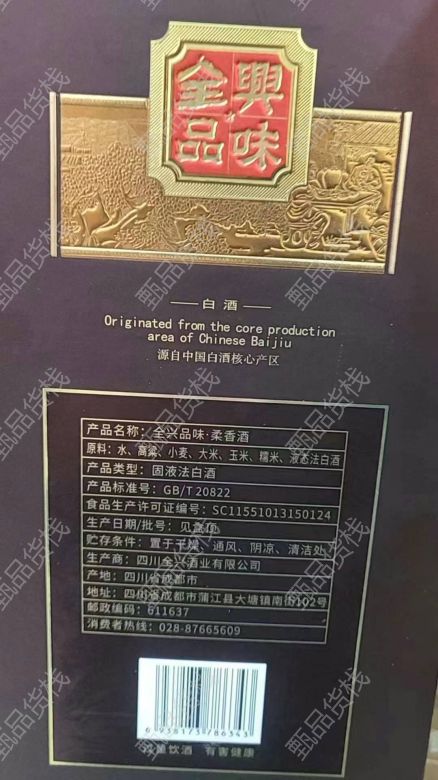 全興
品味
白酒
Originated from the core production
area of Chinese Baijiu
源自中国白酒核心产区
产品名称：全兴品味·柔香酒
原料：水、高粱、小麦、大米、玉米、糯米、液态法白酒
产品类型：固液法白酒
产品标准号：GB/T 20822
食品生产许可证编号：SC11551013150124
生产日期/批号：见盒顶
贮存条件：置于干燥、通风、阴凉、清洁处
生产商：四川全兴酒业有限公司
产地：四川省成都市
地址：四川省成都市蒲江县大塘镇南街102号
邮政编码：611637
消费者热线：028-87665609
6 938173 786343
过量饮酒 有害健康
甄品货栈